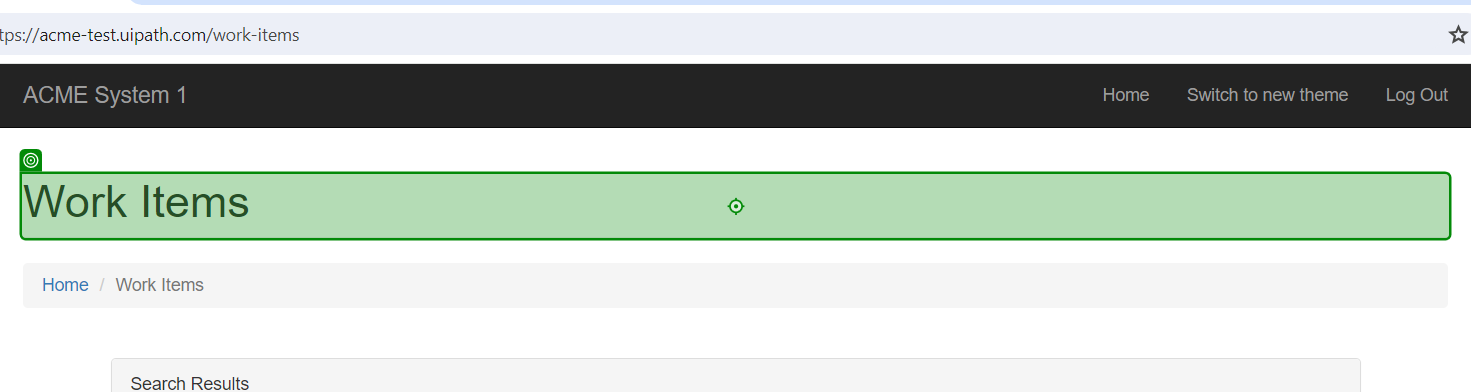 tps://acme-test.uipath.com/work-items
ACME System 1 Home Switch to new theme Log Out
Work Items
Home / Work Items
Search Results